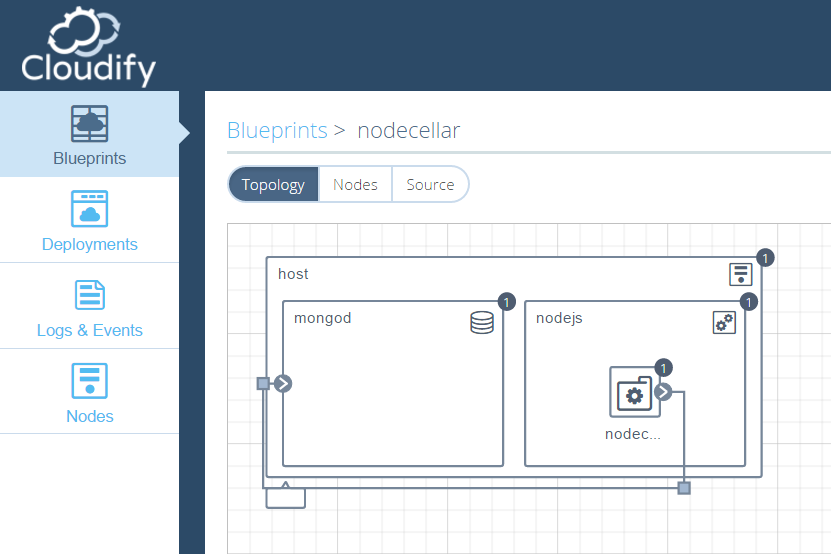 Cloudify
Blueprints
Deployments
Logs & Events
Nodes
Blueprints > nodecellar
Topology
Nodes
Source
host
1
mongod
1
nodejs
1
1
nodec...